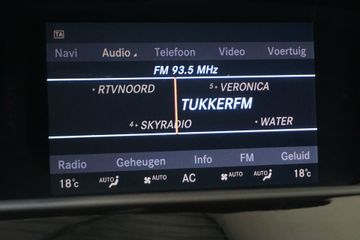 TA
Navi Audio Telefoon Video Voertuig
FM 93.5 MHz
RTVNOORD 5 VERONICA
TUKKERFM
4 SKYRADIO WATER
Radio Geheugen Info FM Geluid
18°C AUTO AUTO AC AUTO AUTO 18°C